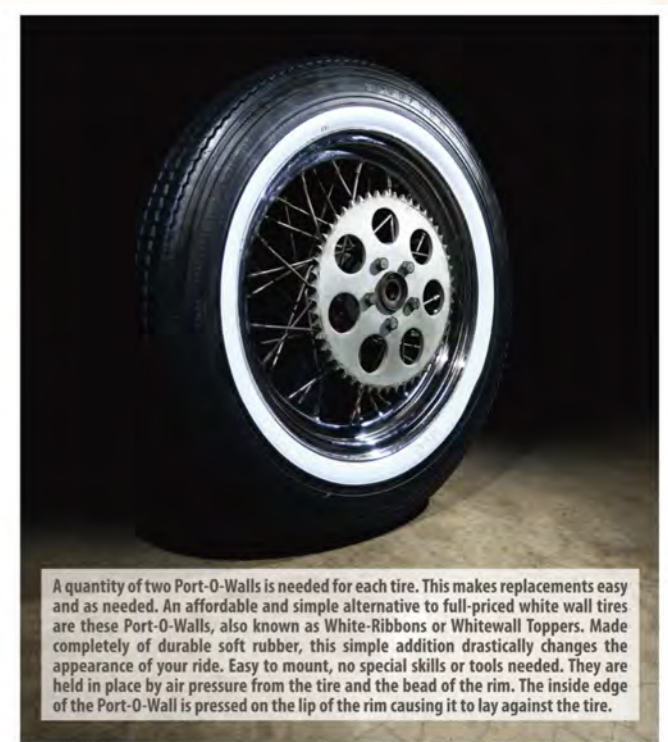 A quantity of two Port-O-Walls is needed for each tire. This makes replacements easy
and as needed. An affordable and simple alternative to full-priced white wall tires
are these Port-O-Walls, also known as White-Ribbons or Whitewall Toppers. Made
completely of durable soft rubber, this simple addition drastically changes the
appearance of your ride. Easy to mount, no special skills or tools needed. They are
held in place by air pressure from the tire and the bead of the rim. The inside edge
of the Port-O-Wall is pressed on the lip of the rim causing it to lay against the tire.